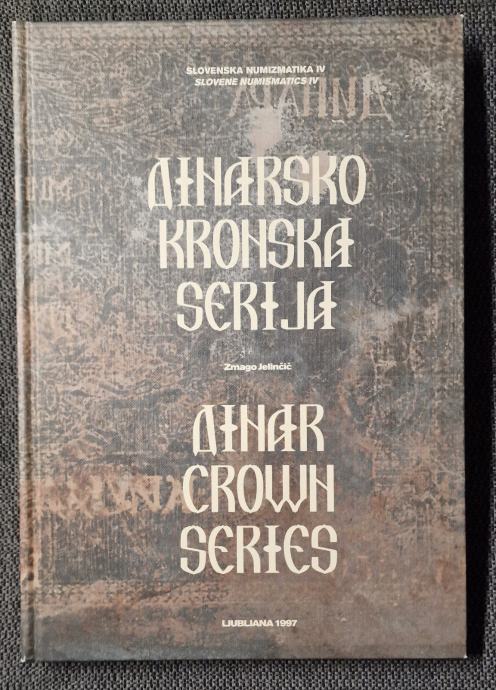 SLOVENSKA NUMIZMATIKA IV
SLOVENE NUMISMATICS IV
DINARSKO
KRONSKA
SERIJA
Zmago Jelinčič
DINAR
CROWN
SERIES
LJUBLJANA 1997